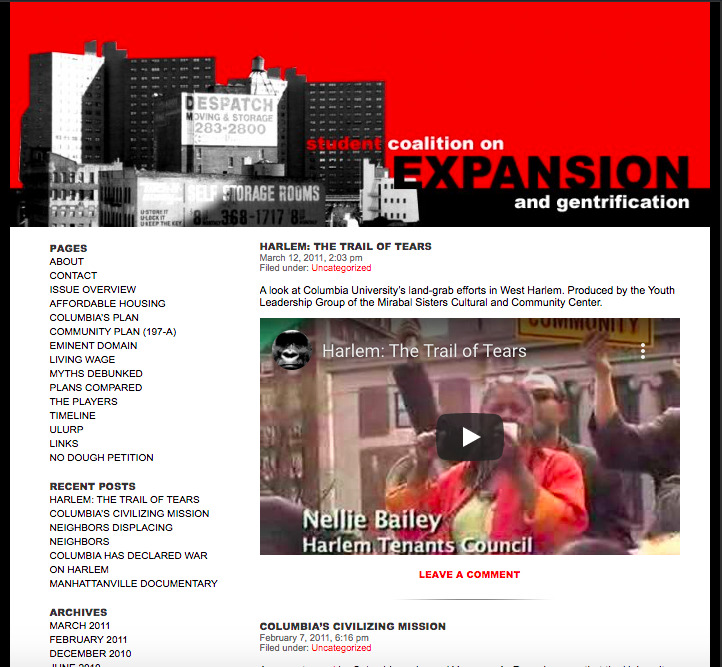 DESPATCH
MOVING & STORAGE
283-2800
student coalition on
EXPANSION
and gentrification
SELF STORAGE ROOMS
U-STORE IT
U-LOCK IT
U-KEEP THE KEY
368-1717
PAGES
ABOUT
CONTACT
ISSUE OVERVIEW
AFFORDABLE HOUSING
COLUMBIA'S PLAN
COMMUNITY PLAN (197-A)
EMINENT DOMAIN
LIVING WAGE
MYTHS DEBUNKED
PLANS COMPARED
THE PLAYERS
TIMELINE
ULURP
LINKS
NO DOUGH PETITION
RECENT POSTS
HARLEM: THE TRAIL OF TEARS
COLUMBIA'S CIVILIZING MISSION
NEIGHBORS DISPLACING
NEIGHBORS
COLUMBIA HAS DECLARED WAR
ON HARLEM
MANHATTANVILLE DOCUMENTARY
ARCHIVES
MARCH 2011
FEBRUARY 2011
DECEMBER 2010
JUNE 2010
HARLEM: THE TRAIL OF TEARS
March 12, 2011, 2:03 pm
Filed under: Uncategorized
A look at Columbia University's land-grab efforts in West Harlem. Produced by the Youth
Leadership Group of the Mirabal Sisters Cultural and Community Center.
COMMUNITY
Harlem: The Trail of Tears
Nellie Bailey
Harlem Tenants Council
LEAVE A COMMENT
COLUMBIA'S CIVILIZING MISSION
February 7, 2011, 6:16 pm
Filed under: Uncategorized